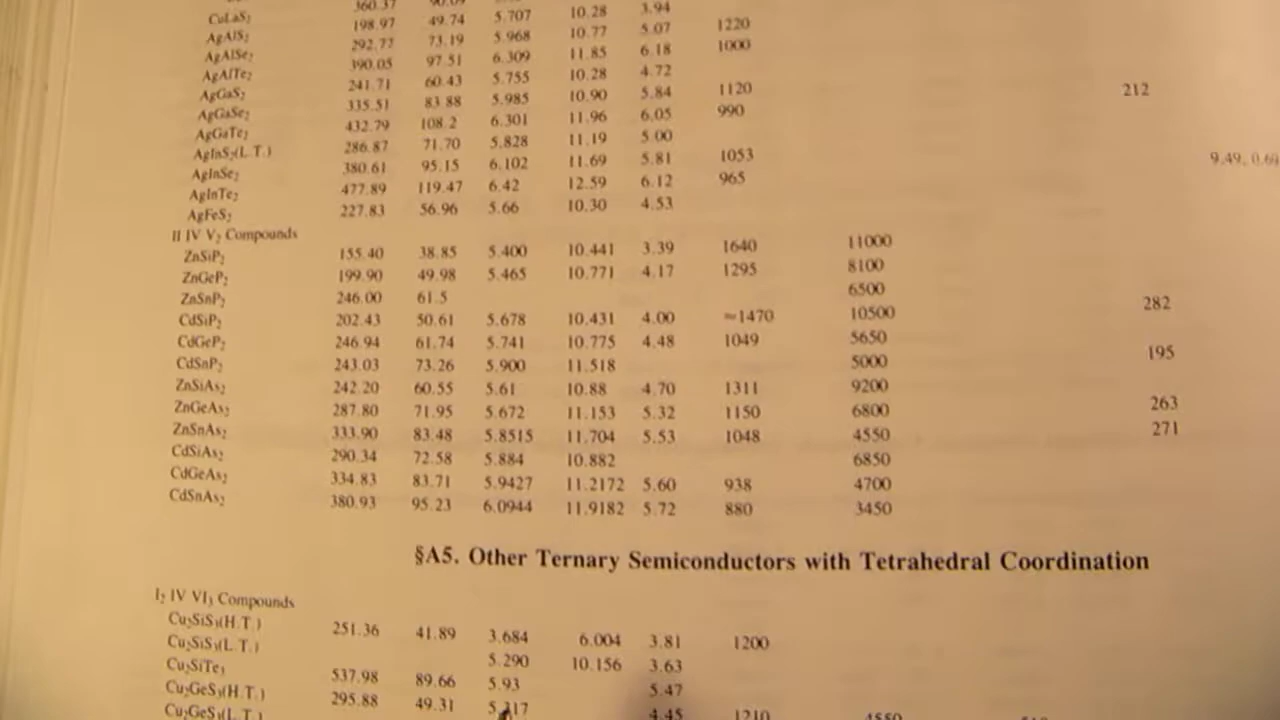 360.37
CuLaS₂
AgAlS₂ 198.97 49.74 5.707 10.28 3.94
AgAlSe₂ 292.77 73.19 5.968 10.77 5.07 1220
AgAlTe₂ 390.05 97.51 6.309 11.85 6.18 1000
AgGaS₂ 241.71 60.43 5.755 10.28 4.72
AgGaSe₂ 335.51 83.88 5.985 10.90 5.84 1120 212
AgGaTe₂ 432.79 108.2 6.301 11.96 6.05 990
AgInS₂(L.T.) 286.87 71.70 5.828 11.19 5.00
AgInSe₂ 380.61 95.15 6.102 11.69 5.81 1053 9.49,
AgInTe₂ 477.89 119.47 6.42 12.59 6.12 965
AgFeS₂ 227.83 56.96 5.66 10.30 4.53
II IV V₂ Compounds
ZnSiP₂ 155.40 38.85 5.400 10.441 3.39 1640 11000
ZnGeP₂ 199.90 49.98 5.465 10.771 4.17 1295 8100
ZnSnP₂ 246.00 61.5 6500
CdSiP₂ 202.43 50.61 5.678 10.431 4.00 ≈1470 10500 282
CdGeP₂ 246.94 61.74 5.741 10.775 4.48 1049 5650
CdSnP₂ 243.03 73.26 5.900 11.518 5000 195
ZnSiAs₂ 242.20 60.55 5.61 10.88 4.70 1311 9200
ZnGeAs₂ 287.80 71.95 5.672 11.153 5.32 1150 6800 263
ZnSnAs₂ 333.90 83.48 5.8515 11.704 5.53 1048 4550 271
CdSiAs₂ 290.34 72.58 5.884 10.882 6850
CdGeAs₂ 334.83 83.71 5.9427 11.2172 5.60 938 4700
CdSnAs₂ 380.93 95.23 6.0944 11.9182 5.72 880 3450
§A5. Other Ternary Semiconductors with Tetrahedral Coordination
I₂ IV VI₃ Compounds
Cu₂SiS₃(H.T.) 251.36 41.89 3.684 6.004 3.81 1200
Cu₂SiS₃(L.T.) 5.290 10.156 3.63
Cu₂SiTe₃ 537.98 89.66 5.93 5.47
Cu₂GeS₃(H.T.) 295.88 49.31 5.317 4.45 1210 4550
Cu₂GeS₃(L.T.)